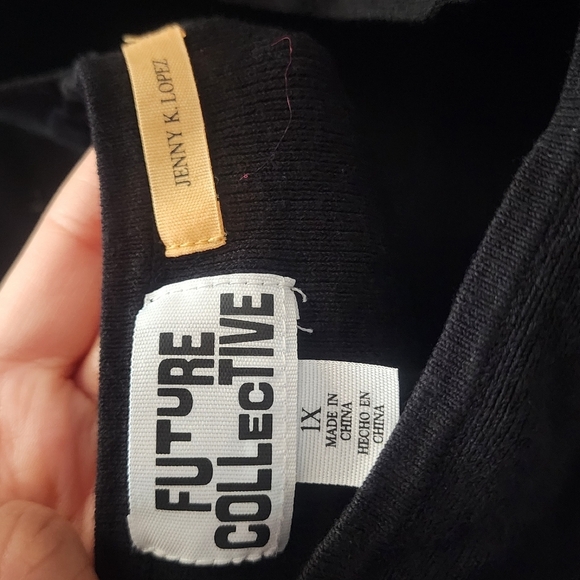 JENNY K. LOPEZ
FUTURE
COLLECTIVE
1X
MADE IN
CHINA
HECHO EN
CHINA